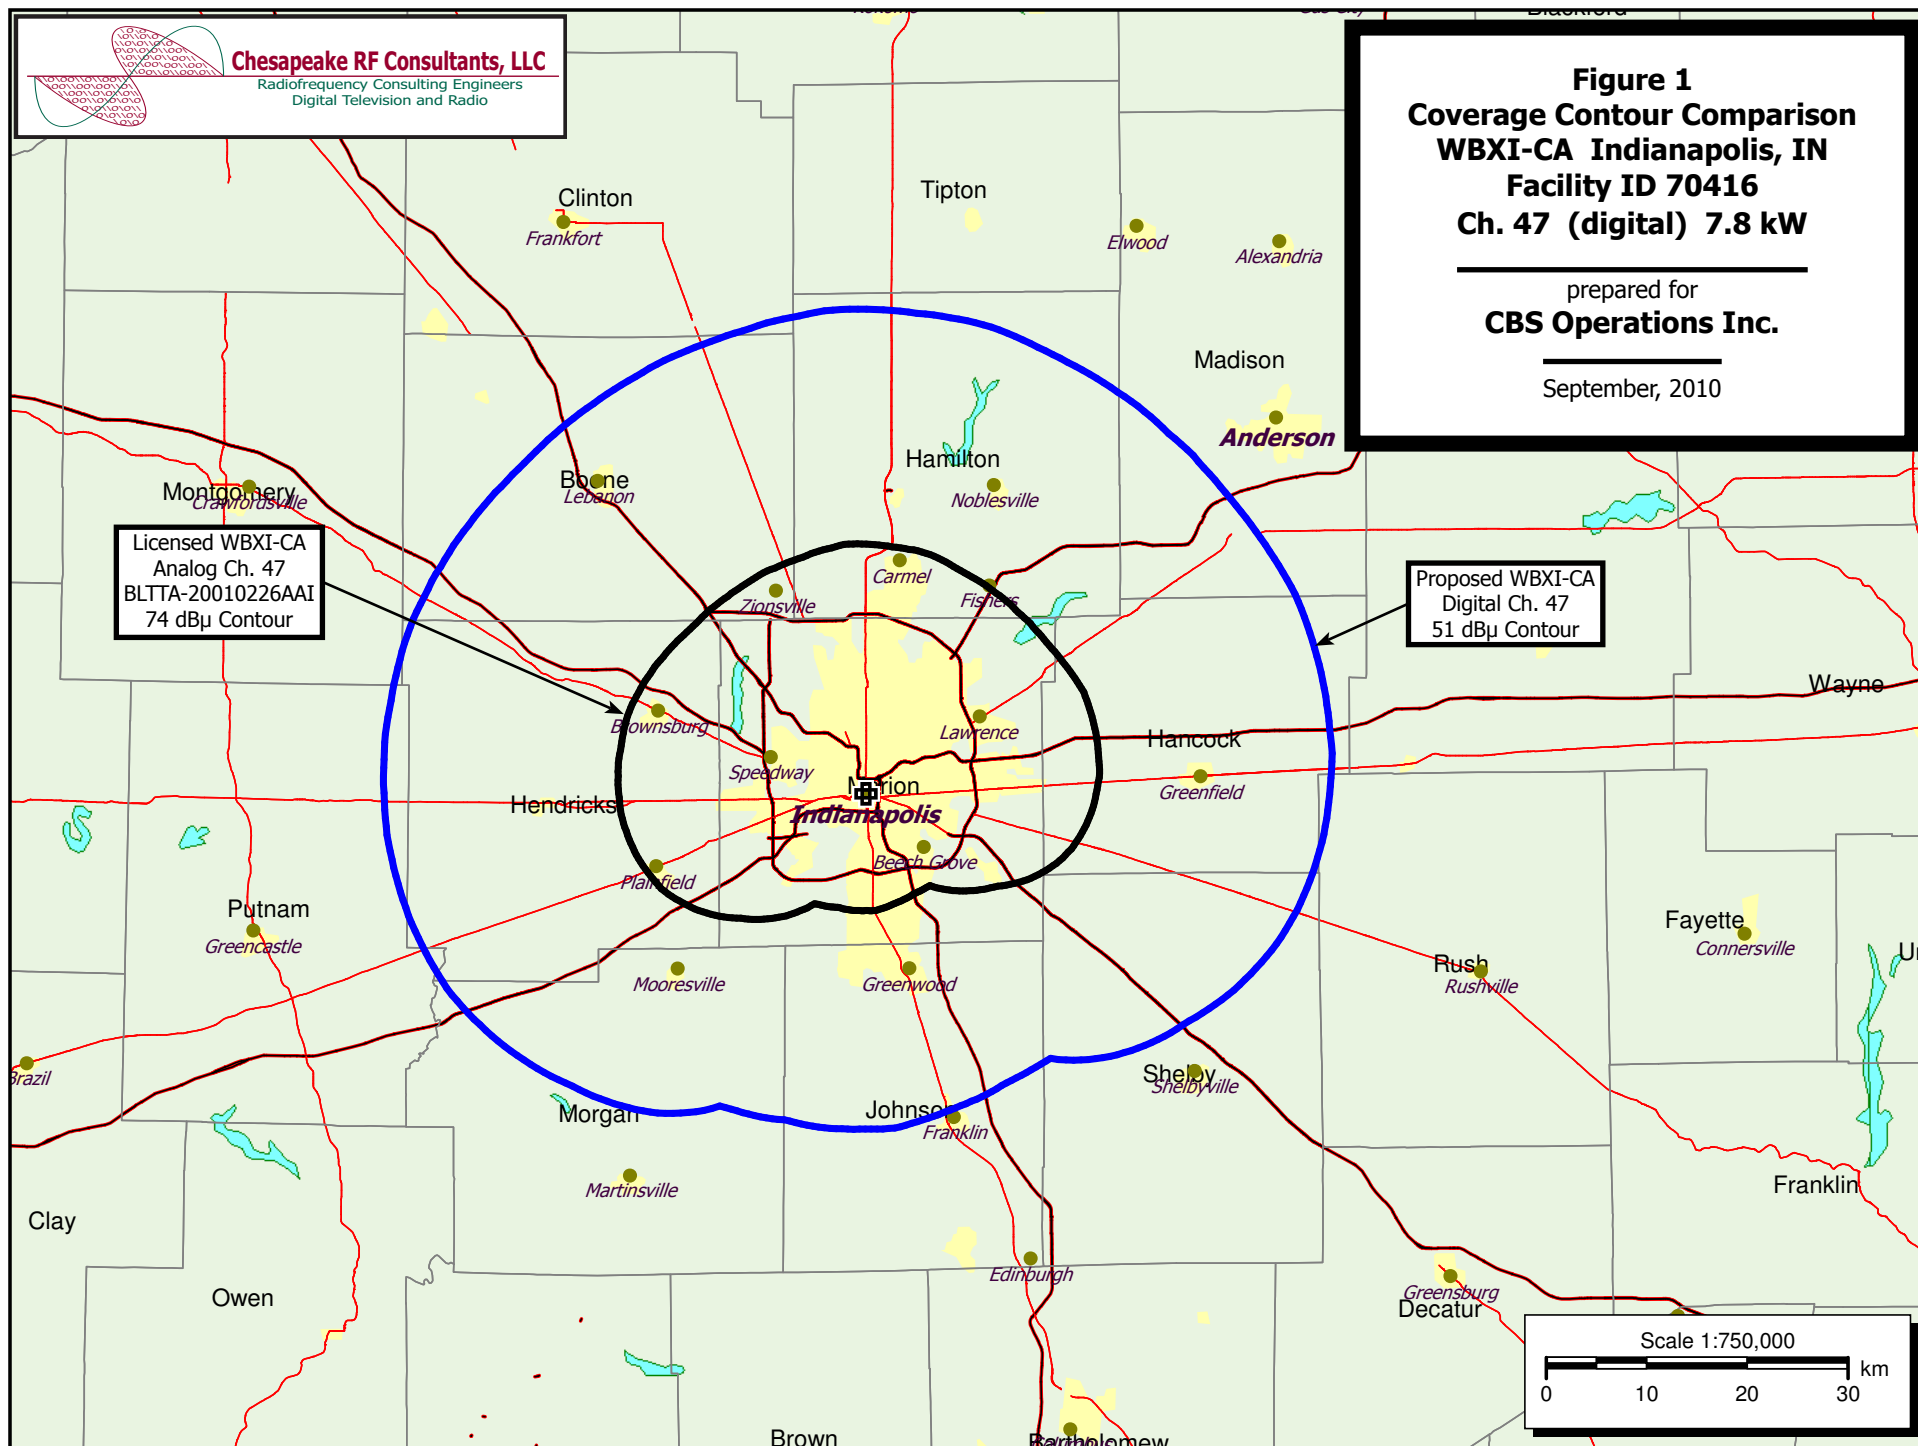 Chesapeake RF Consultants, LLC
Radiofrequency Consulting Engineers
Digital Television and Radio
Figure 1
Coverage Contour Comparison
WBXI-CA Indianapolis, IN
Facility ID 70416
Ch. 47 (digital) 7.8 kW
prepared for
CBS Operations Inc.
September, 2010
Blackford
Clinton
Frankfort
Tipton
Elwood
Alexandria
Madison
Anderson
Hamilton
Noblesville
Boone
Lebanon
Montgomery
Crawfordsville
Licensed WBXI-CA
Analog Ch. 47
BLTTA-20010226AAI
74 dBµ Contour
Proposed WBXI-CA
Digital Ch. 47
51 dBµ Contour
Carmel
Zionsville
Fishers
Wayne
Brownsburg
Lawrence
Hancock
Speedway
Marion
Greenfield
Hendricks
Indianapolis
Beech Grove
Plainfield
Putnam
Greencastle
Fayette
Connersville
Mooresville
Greenwood
Rush
Rushville
Brazil
Shelby
Shelbyville
Morgan
Johnson
Franklin
Martinsville
Franklin
Clay
Edinburgh
Owen
Greensburg
Decatur
Scale 1:750,000
km
0 10 20 30
Brown
Bartholomew